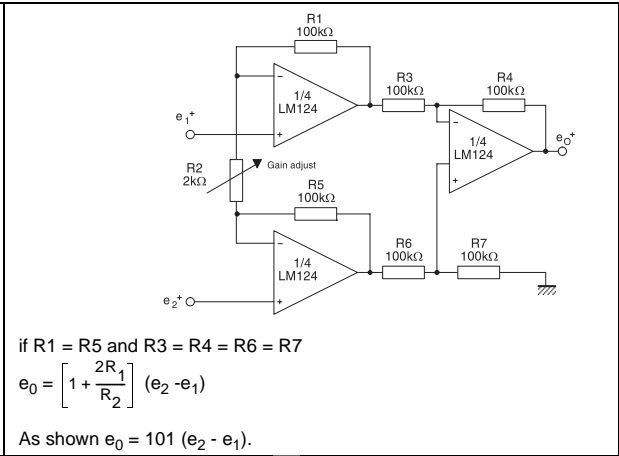 R1
100kΩ
R3
100kΩ
R4
100kΩ
1/4
LM124
e1+
eO+
1/4
LM124
R2
2kΩ
Gain adjust
R5
100kΩ
R6
100kΩ
R7
100kΩ
1/4
LM124
e2+
if R1 = R5 and R3 = R4 = R6 = R7
e0 = [1 + 2R1/R2] (e2 -e1)
As shown e0 = 101 (e2 - e1).